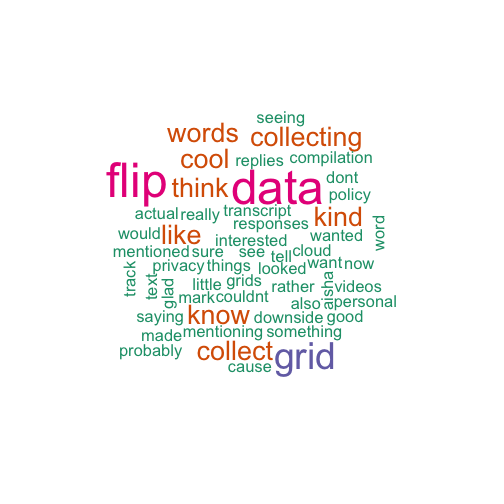 seeing
words collecting
cool replies compilation
flip think data dont
policy
actual really transcript kind
would like responses wanted word
interested
mentioned sure see tell cloud
privacy things looked want now
track text glad little grids rather aisha videos
mark couldnt also personal
saying know downside good
made mentioning something
probably collect grid
cause